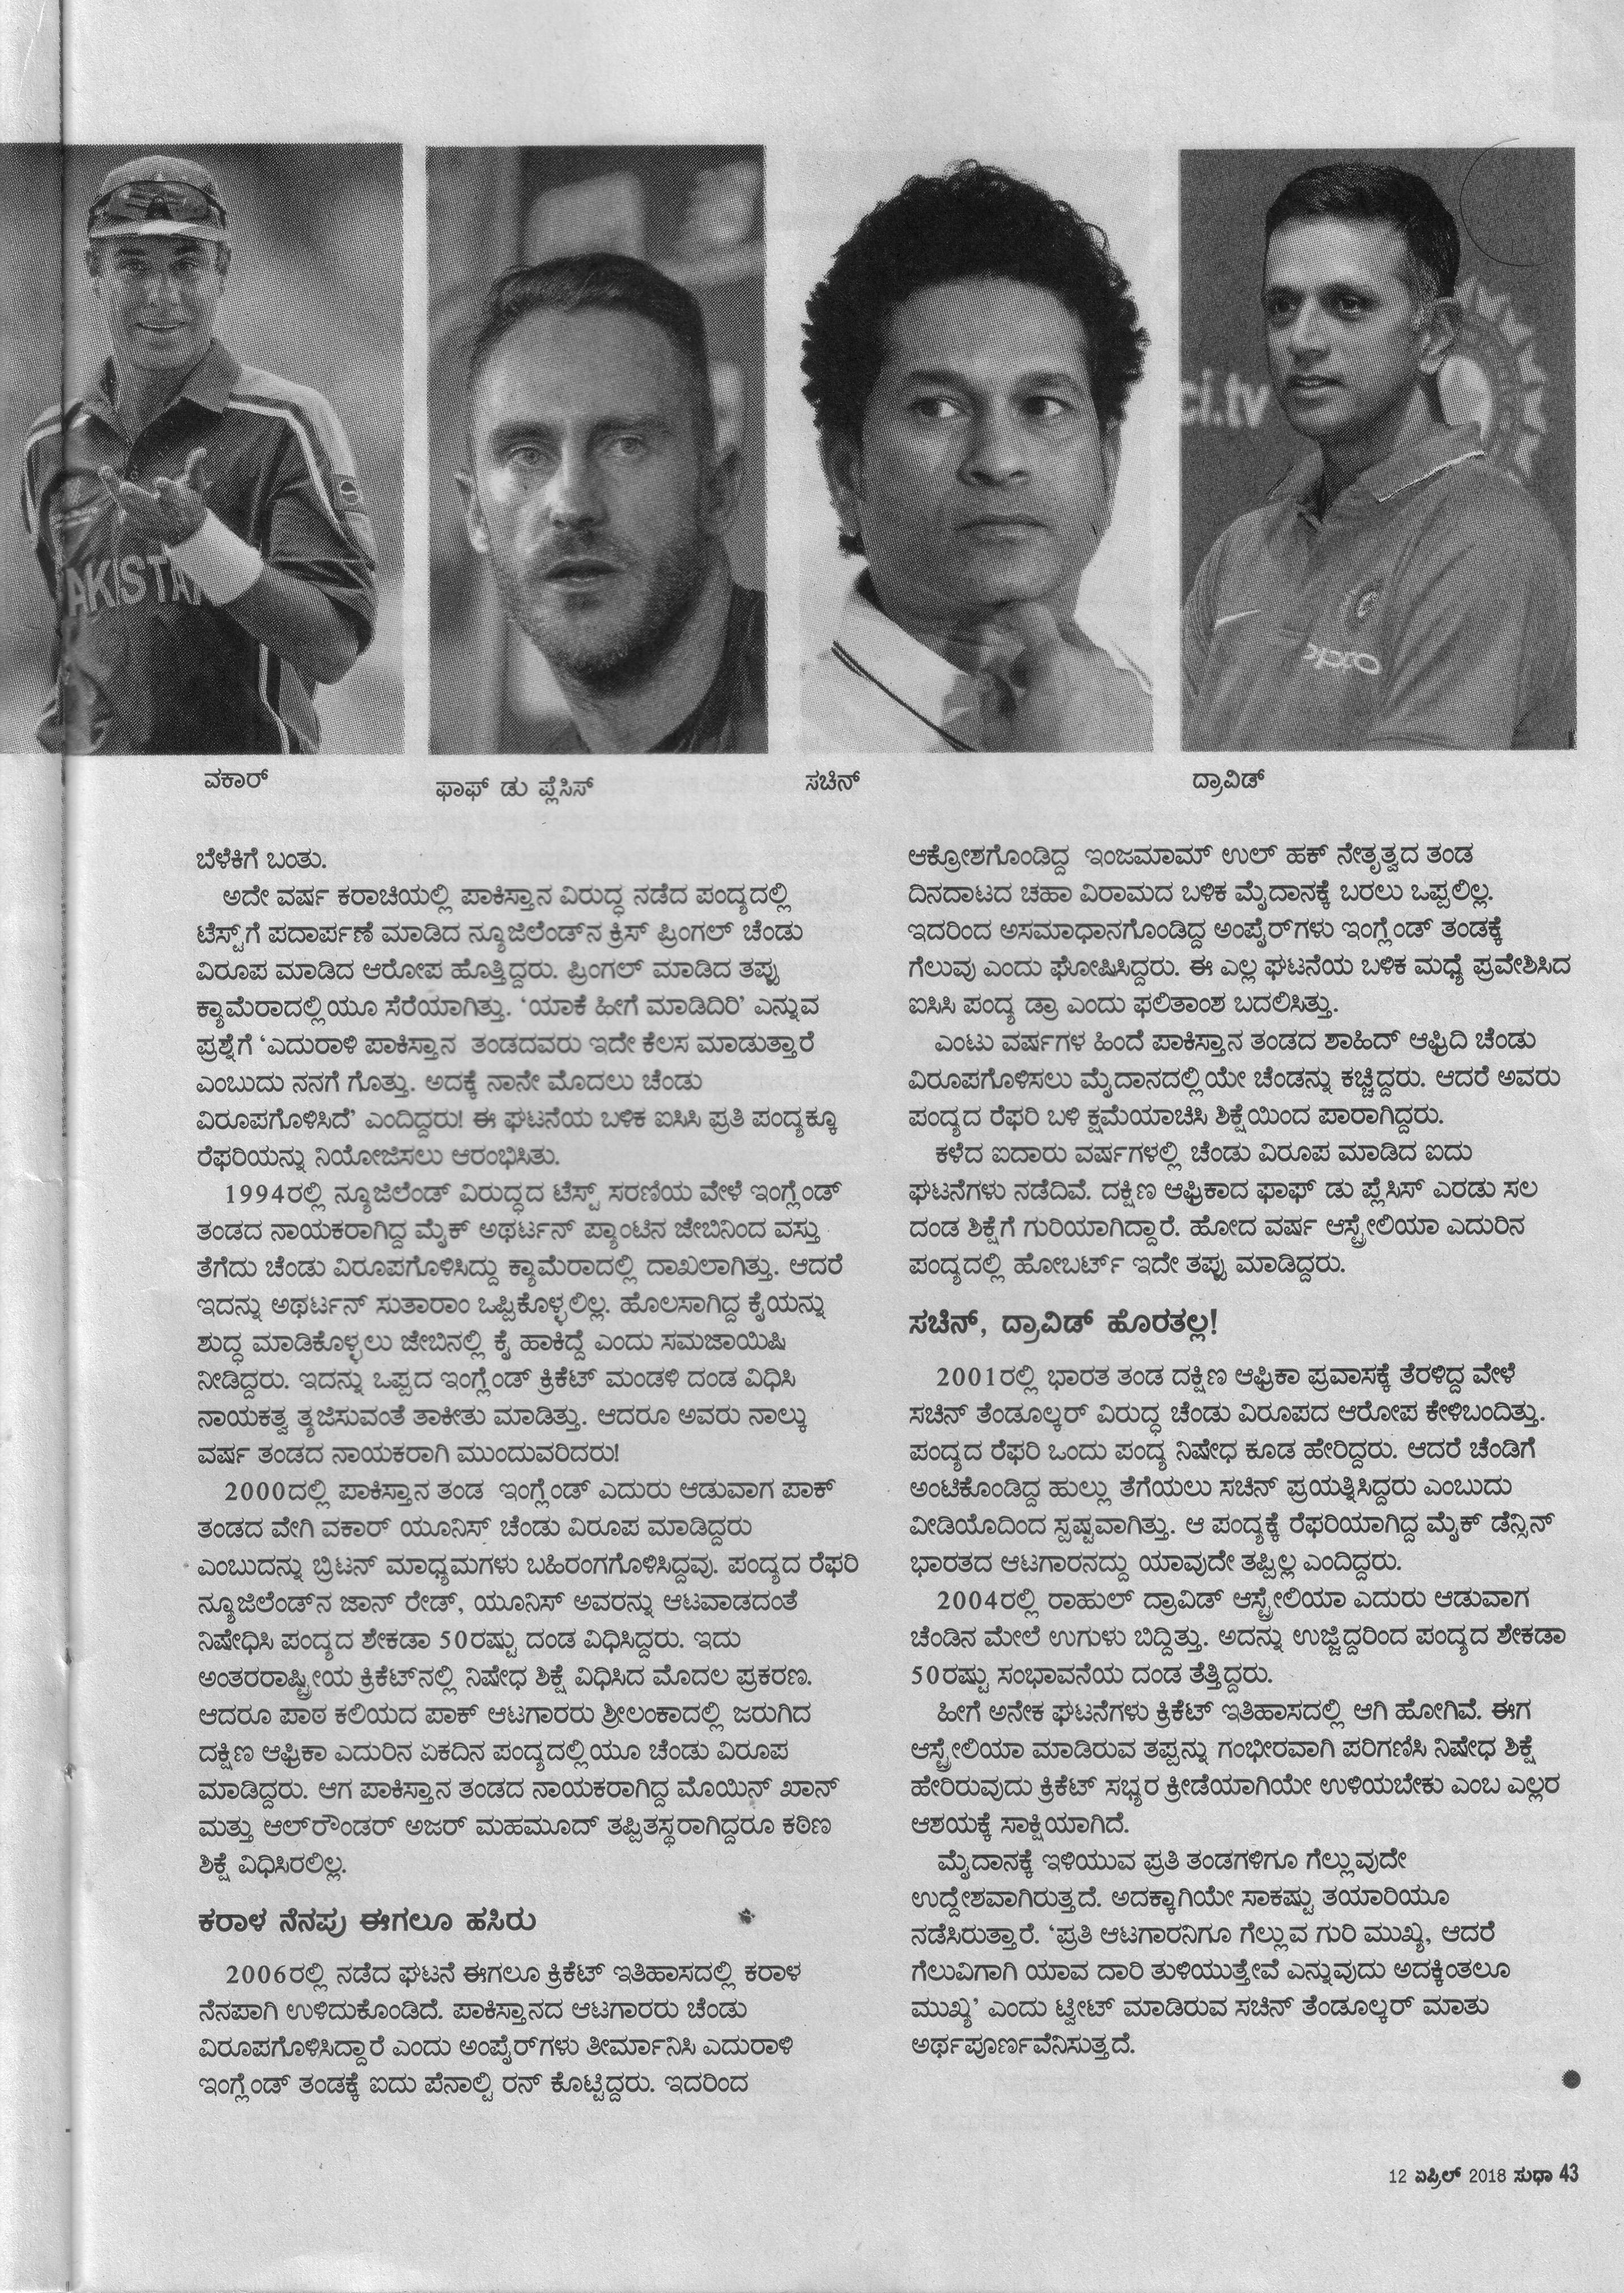 AKISTA
ci.tv
oppo
ವಕಾರ್
ಫಾಫ್ ಡು ಪ್ಲೆಸಿಸ್
ಸಚಿನ್
ದ್ರಾವಿಡ್
ಬೆಳಕಿಗೆ ಬಂತು.
ಅದೇ ವರ್ಷ ಕರಾಚಿಯಲ್ಲಿ ಪಾಕಿಸ್ತಾನ ವಿರುದ್ಧ ನಡೆದ ಪಂದ್ಯದಲ್ಲಿ
ಟೆಸ್ಟ್‌ಗೆ ಪದಾರ್ಪಣೆ ಮಾಡಿದ ನ್ಯೂಜಿಲೆಂಡ್‌ನ ಕ್ರಿಸ್ ಪ್ರಿಂಗಲ್ ಚೆಂಡು
ವಿರೂಪ ಮಾಡಿದ ಆರೋಪ ಹೊತ್ತಿದ್ದರು. ಪ್ರಿಂಗಲ್ ಮಾಡಿದ ತಪ್ಪು
ಕ್ಯಾಮೆರಾದಲ್ಲಿಯೂ ಸೆರೆಯಾಗಿತ್ತು. ‘ಯಾಕೆ ಹೀಗೆ ಮಾಡಿದಿರಿ’ ಎನ್ನುವ
ಪ್ರಶ್ನೆಗೆ ‘ಎದುರಾಳಿ ಪಾಕಿಸ್ತಾನ ತಂಡದವರು ಇದೇ ಕೆಲಸ ಮಾಡುತ್ತಾರೆ
ಎಂಬುದು ನನಗೆ ಗೊತ್ತು. ಅದಕ್ಕೆ ನಾನೇ ಮೊದಲು ಚೆಂಡು
ವಿರೂಪಗೊಳಿಸಿದೆ’ ಎಂದಿದ್ದರು! ಈ ಘಟನೆಯ ಬಳಿಕ ಐಸಿಸಿ ಪ್ರತಿ ಪಂದ್ಯಕ್ಕೂ
ರೆಫರಿಯನ್ನು ನಿಯೋಜಿಸಲು ಆರಂಭಿಸಿತು.
1994ರಲ್ಲಿ ನ್ಯೂಜಿಲೆಂಡ್ ವಿರುದ್ಧದ ಟೆಸ್ಟ್ ಸರಣಿಯ ವೇಳೆ ಇಂಗ್ಲೆಂಡ್
ತಂಡದ ನಾಯಕರಾಗಿದ್ದ ಮೈಕ್ ಅಥರ್ಟನ್ ಪ್ಯಾಂಟಿನ ಜೇಬಿನಿಂದ ವಸ್ತು
ತೆಗೆದು ಚೆಂಡು ವಿರೂಪಗೊಳಿಸಿದ್ದು ಕ್ಯಾಮೆರಾದಲ್ಲಿ ದಾಖಲಾಗಿತ್ತು. ಆದರೆ
ಇದನ್ನು ಅಥರ್ಟನ್ ಸುತಾರಾಂ ಒಪ್ಪಿಕೊಳ್ಳಲಿಲ್ಲ. ಹೊಲಸಾಗಿದ್ದ ಕೈಯನ್ನು
ಶುದ್ಧ ಮಾಡಿಕೊಳ್ಳಲು ಜೇಬಿನಲ್ಲಿ ಕೈ ಹಾಕಿದ್ದೆ ಎಂದು ಸಮಜಾಯಿಷಿ
ನೀಡಿದ್ದರು. ಇದನ್ನು ಒಪ್ಪದ ಇಂಗ್ಲೆಂಡ್ ಕ್ರಿಕೆಟ್ ಮಂಡಳಿ ದಂಡ ವಿಧಿಸಿ
ನಾಯಕತ್ವ ತ್ಯಜಿಸುವಂತೆ ತಾಕೀತು ಮಾಡಿತ್ತು. ಆದರೂ ಅವರು ನಾಲ್ಕು
ವರ್ಷ ತಂಡದ ನಾಯಕರಾಗಿ ಮುಂದುವರಿದರು!
2000ದಲ್ಲಿ ಪಾಕಿಸ್ತಾನ ತಂಡ ಇಂಗ್ಲೆಂಡ್ ಎದುರು ಆಡುವಾಗ ಪಾಕ್
ತಂಡದ ವೇಗಿ ವಕಾರ್ ಯೂನಿಸ್ ಚೆಂಡು ವಿರೂಪ ಮಾಡಿದ್ದರು
ಎಂಬುದನ್ನು ಬ್ರಿಟನ್ ಮಾಧ್ಯಮಗಳು ಬಹಿರಂಗಗೊಳಿಸಿದ್ದವು. ಪಂದ್ಯದ ರೆಫರಿ
ನ್ಯೂಜಿಲೆಂಡ್‌ನ ಜಾನ್ ರೇಡ್, ಯೂನಿಸ್ ಅವರನ್ನು ಆಟವಾಡದಂತೆ
ನಿಷೇಧಿಸಿ ಪಂದ್ಯದ ಶೇಕಡಾ 50ರಷ್ಟು ದಂಡ ವಿಧಿಸಿದ್ದರು. ಇದು
ಅಂತರರಾಷ್ಟ್ರೀಯ ಕ್ರಿಕೆಟ್‌ನಲ್ಲಿ ನಿಷೇಧ ಶಿಕ್ಷೆ ವಿಧಿಸಿದ ಮೊದಲ ಪ್ರಕರಣ.
ಆದರೂ ಪಾಠ ಕಲಿಯದ ಪಾಕ್ ಆಟಗಾರರು ಶ್ರೀಲಂಕಾದಲ್ಲಿ ಜರುಗಿದ
ದಕ್ಷಿಣ ಆಫ್ರಿಕಾ ಎದುರಿನ ಏಕದಿನ ಪಂದ್ಯದಲ್ಲಿಯೂ ಚೆಂಡು ವಿರೂಪ
ಮಾಡಿದ್ದರು. ಆಗ ಪಾಕಿಸ್ತಾನ ತಂಡದ ನಾಯಕರಾಗಿದ್ದ ಮೊಯಿನ್ ಖಾನ್
ಮತ್ತು ಆಲ್‌ರೌಂಡರ್ ಅಜರ್ ಮಹಮೂದ್ ತಪ್ಪಿತಸ್ಥರಾಗಿದ್ದರೂ ಕಠಿಣ
ಶಿಕ್ಷೆ ವಿಧಿಸಿರಲಿಲ್ಲ.
ಕರಾಳ ನೆನಪು ಈಗಲೂ ಹಸಿರು
2006ರಲ್ಲಿ ನಡೆದ ಘಟನೆ ಈಗಲೂ ಕ್ರಿಕೆಟ್ ಇತಿಹಾಸದಲ್ಲಿ ಕರಾಳ
ನೆನಪಾಗಿ ಉಳಿದುಕೊಂಡಿದೆ. ಪಾಕಿಸ್ತಾನದ ಆಟಗಾರರು ಚೆಂಡು
ವಿರೂಪಗೊಳಿಸಿದ್ದಾರೆ ಎಂದು ಅಂಪೈರ್‌ಗಳು ತೀರ್ಮಾನಿಸಿ ಎದುರಾಳಿ
ಇಂಗ್ಲೆಂಡ್ ತಂಡಕ್ಕೆ ಐದು ಪೆನಾಲ್ಟಿ ರನ್ ಕೊಟ್ಟಿದ್ದರು. ಇದರಿಂದ
ಆಕ್ರೋಶಗೊಂಡಿದ್ದ ಇಂಜಮಾಮ್ ಉಲ್ ಹಕ್ ನೇತೃತ್ವದ ತಂಡ
ದಿನದಾಟದ ಚಹಾ ವಿರಾಮದ ಬಳಿಕ ಮೈದಾನಕ್ಕೆ ಬರಲು ಒಪ್ಪಲಿಲ್ಲ.
ಇದರಿಂದ ಅಸಮಾಧಾನಗೊಂಡಿದ್ದ ಅಂಪೈರ್‌ಗಳು ಇಂಗ್ಲೆಂಡ್ ತಂಡಕ್ಕೆ
ಗೆಲುವು ಎಂದು ಘೋಷಿಸಿದ್ದರು. ಈ ಎಲ್ಲ ಘಟನೆಯ ಬಳಿಕ ಮಧ್ಯೆ ಪ್ರವೇಶಿಸಿದ
ಐಸಿಸಿ ಪಂದ್ಯ ಡ್ರಾ ಎಂದು ಫಲಿತಾಂಶ ಬದಲಿಸಿತ್ತು.
ಎಂಟು ವರ್ಷಗಳ ಹಿಂದೆ ಪಾಕಿಸ್ತಾನ ತಂಡದ ಶಾಹಿದ್ ಆಫ್ರಿದಿ ಚೆಂಡು
ವಿರೂಪಗೊಳಿಸಲು ಮೈದಾನದಲ್ಲಿಯೇ ಚೆಂಡನ್ನು ಕಚ್ಚಿದ್ದರು. ಆದರೆ ಅವರು
ಪಂದ್ಯದ ರೆಫರಿ ಬಳಿ ಕ್ಷಮೆಯಾಚಿಸಿ ಶಿಕ್ಷೆಯಿಂದ ಪಾರಾಗಿದ್ದರು.
ಕಳೆದ ಐದಾರು ವರ್ಷಗಳಲ್ಲಿ ಚೆಂಡು ವಿರೂಪ ಮಾಡಿದ ಐದು
ಘಟನೆಗಳು ನಡೆದಿವೆ. ದಕ್ಷಿಣ ಆಫ್ರಿಕಾದ ಫಾಫ್ ಡು ಪ್ಲೆಸಿಸ್ ಎರಡು ಸಲ
ದಂಡ ಶಿಕ್ಷೆಗೆ ಗುರಿಯಾಗಿದ್ದಾರೆ. ಹೋದ ವರ್ಷ ಆಸ್ಟ್ರೇಲಿಯಾ ಎದುರಿನ
ಪಂದ್ಯದಲ್ಲಿ ಹೋಬರ್ಟ್ ಇದೇ ತಪ್ಪು ಮಾಡಿದ್ದರು.
ಸಚಿನ್, ದ್ರಾವಿಡ್ ಹೊರತಲ್ಲ!
2001ರಲ್ಲಿ ಭಾರತ ತಂಡ ದಕ್ಷಿಣ ಆಫ್ರಿಕಾ ಪ್ರವಾಸಕ್ಕೆ ತೆರಳಿದ್ದ ವೇಳೆ
ಸಚಿನ್ ತೆಂಡೂಲ್ಕರ್ ವಿರುದ್ಧ ಚೆಂಡು ವಿರೂಪದ ಆರೋಪ ಕೇಳಿಬಂದಿತ್ತು.
ಪಂದ್ಯದ ರೆಫರಿ ಒಂದು ಪಂದ್ಯ ನಿಷೇಧ ಕೂಡ ಹೇರಿದ್ದರು. ಆದರೆ ಚೆಂಡಿಗೆ
ಅಂಟಿಕೊಂಡಿದ್ದ ಹುಲ್ಲು ತೆಗೆಯಲು ಸಚಿನ್ ಪ್ರಯತ್ನಿಸಿದ್ದರು ಎಂಬುದು
ವೀಡಿಯೊದಿಂದ ಸ್ಪಷ್ಟವಾಗಿತ್ತು. ಆ ಪಂದ್ಯಕ್ಕೆ ರೆಫರಿಯಾಗಿದ್ದ ಮೈಕ್ ಡೆನ್ಸಿನ್
ಭಾರತದ ಆಟಗಾರನದ್ದು ಯಾವುದೇ ತಪ್ಪಿಲ್ಲ ಎಂದಿದ್ದರು.
2004ರಲ್ಲಿ ರಾಹುಲ್ ದ್ರಾವಿಡ್ ಆಸ್ಟ್ರೇಲಿಯಾ ಎದುರು ಆಡುವಾಗ
ಚೆಂಡಿನ ಮೇಲೆ ಉಗುಳು ಬಿದ್ದಿತ್ತು. ಅದನ್ನು ಉಜ್ಜಿದ್ದರಿಂದ ಪಂದ್ಯದ ಶೇಕಡಾ
50ರಷ್ಟು ಸಂಭಾವನೆಯ ದಂಡ ತೆತ್ತಿದ್ದರು.
ಹೀಗೆ ಅನೇಕ ಘಟನೆಗಳು ಕ್ರಿಕೆಟ್ ಇತಿಹಾಸದಲ್ಲಿ ಆಗಿ ಹೋಗಿವೆ. ಈಗ
ಆಸ್ಟ್ರೇಲಿಯಾ ಮಾಡಿರುವ ತಪ್ಪನ್ನು ಗಂಭೀರವಾಗಿ ಪರಿಗಣಿಸಿ ನಿಷೇಧ ಶಿಕ್ಷೆ
ಹೇರಿರುವುದು ಕ್ರಿಕೆಟ್ ಸಭ್ಯರ ಕ್ರೀಡೆಯಾಗಿಯೇ ಉಳಿಯಬೇಕು ಎಂಬ ಎಲ್ಲರ
ಆಶಯಕ್ಕೆ ಸಾಕ್ಷಿಯಾಗಿದೆ.
ಮೈದಾನಕ್ಕೆ ಇಳಿಯುವ ಪ್ರತಿ ತಂಡಗಳಿಗೂ ಗೆಲ್ಲುವುದೇ
ಉದ್ದೇಶವಾಗಿರುತ್ತದೆ. ಅದಕ್ಕಾಗಿಯೇ ಸಾಕಷ್ಟು ತಯಾರಿಯೂ
ನಡೆಸಿರುತ್ತಾರೆ. ‘ಪ್ರತಿ ಆಟಗಾರನಿಗೂ ಗೆಲ್ಲುವ ಗುರಿ ಮುಖ್ಯ, ಆದರೆ
ಗೆಲುವಿಗಾಗಿ ಯಾವ ದಾರಿ ತುಳಿಯುತ್ತೇವೆ ಎನ್ನುವುದು ಅದಕ್ಕಿಂತಲೂ
ಮುಖ್ಯ’ ಎಂದು ಟ್ವೀಟ್ ಮಾಡಿರುವ ಸಚಿನ್ ತೆಂಡೂಲ್ಕರ್ ಮಾತು
ಅರ್ಥಪೂರ್ಣವೆನಿಸುತ್ತದೆ.
12 ಏಪ್ರಿಲ್ 2018 ಸುಧಾ 43